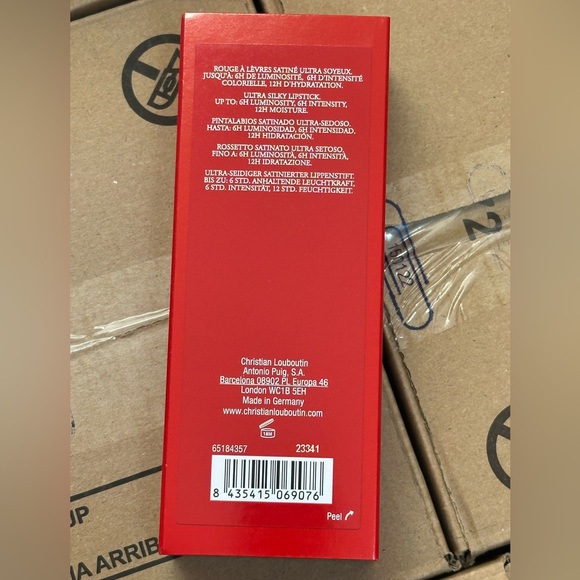 ROUGE À LÈVRES SATINÉ ULTRA SOYEUX.
JUSQU'À: 6H DE LUMINOSITÉ, 6H D'INTENSITÉ
COLORIELLE, 12H D'HYDRATATION.
ULTRA SILKY LIPSTICK.
UP TO: 6H LUMINOSITY, 6H INTENSITY,
12H MOISTURE.
PINTALABIOS SATINADO ULTRA-SEDOSO.
HASTA: 6H LUMINOSIDAD, 6H INTENSIDAD,
12H HIDRATACIÓN.
ROSSETTO SATINATO ULTRA SETOSO,
FINO A: 6H LUMINOSITÀ, 6H INTENSITÀ,
12H IDRATAZIONE.
ULTRA-SEIDIGER SATINIERTER LIPPENSTIFT.
BIS ZU: 6 STD. ANHALTENDE LEUCHTKRAFT,
6 STD. INTENSITÄT, 12 STD. FEUCHTIGKEIT.
Christian Louboutin
Antonio Puig, S.A.
Barcelona 08902 PL Europa 46
London WC1B 5EH
Made in Germany
www.christianlouboutin.com
18M
65184357 23341
8 435415 069076
Peel
UP
ARRIB